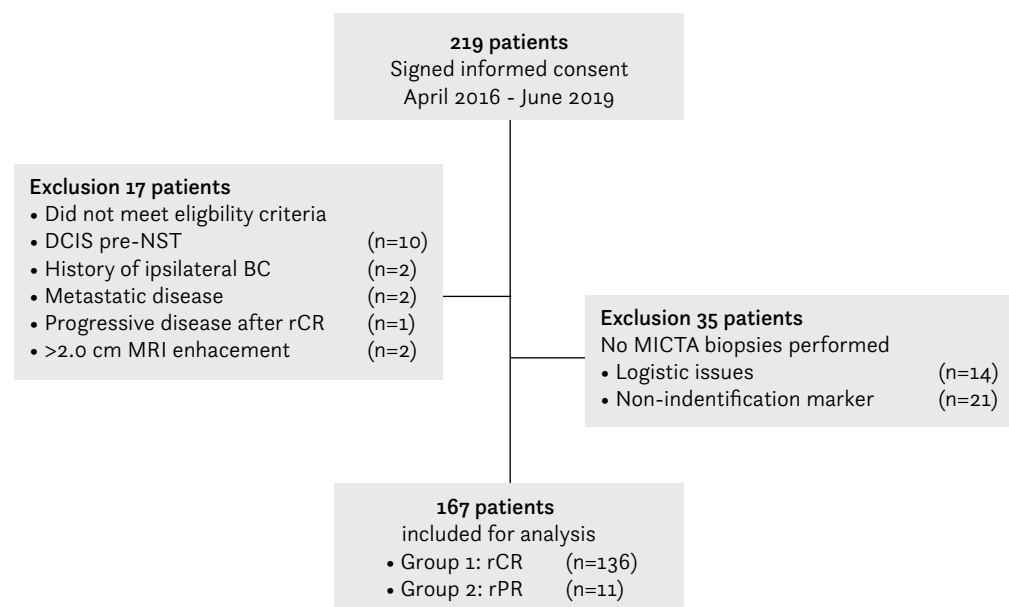 219 patients
Signed informed consent
April 2016 - June 2019
Exclusion 17 patients
• Did not meet eligbility criteria
• DCIS pre-NST (n=10)
• History of ipsilateral BC (n=2)
• Metastatic disease (n=2)
• Progressive disease after rCR (n=1)
• >2.0 cm MRI enhacement (n=2)
Exclusion 35 patients
No MICTA biopsies performed
• Logistic issues (n=14)
• Non-indentification marker (n=21)
167 patients
included for analysis
• Group 1: rCR (n=136)
• Group 2: rPR (n=11)